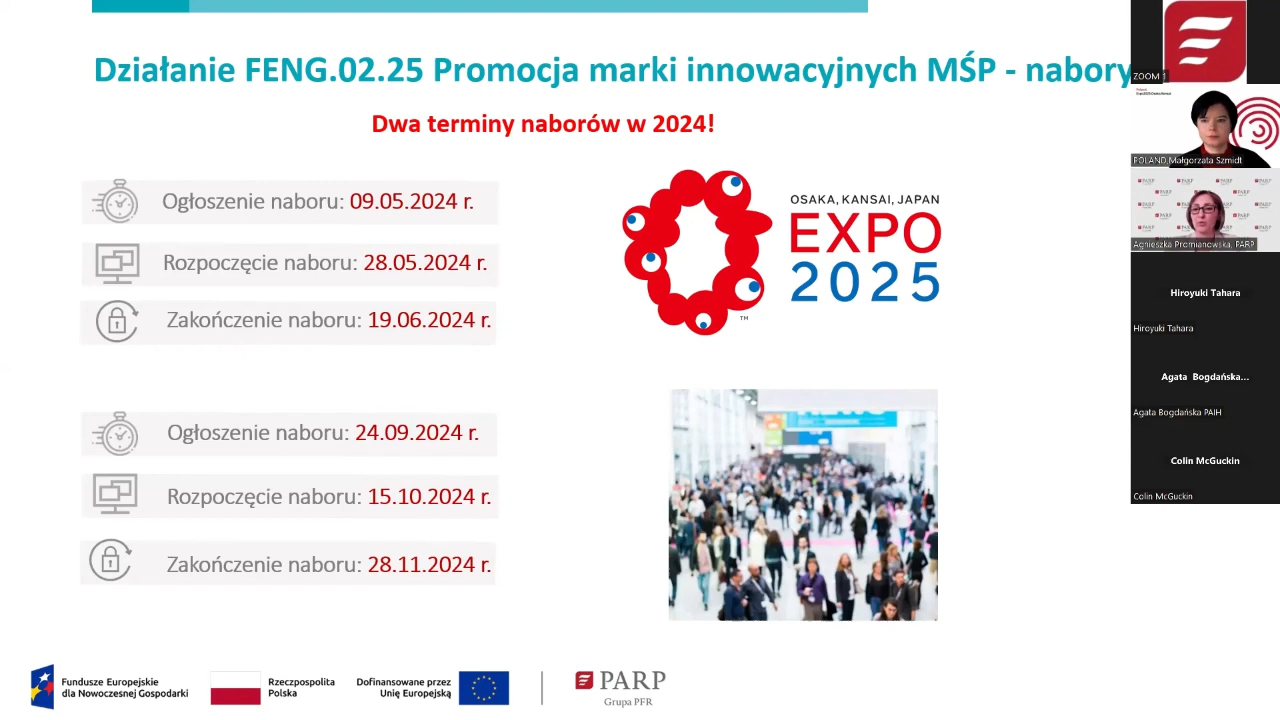 Działanie FENG.02.25 Promocja marki innowacyjnych MŚP - nabory
Dwa terminy naborów w 2024!
Ogłoszenie naboru: 09.05.2024 r.
Rozpoczęcie naboru: 28.05.2024 r.
Zakończenie naboru: 19.06.2024 r.
OSAKA, KANSAI, JAPAN
EXPO
2025
TM
Ogłoszenie naboru: 24.09.2024 r.
Rozpoczęcie naboru: 15.10.2024 r.
Zakończenie naboru: 28.11.2024 r.
Fundusze Europejskie
dla Nowoczesnej Gospodarki
Rzeczpospolita
Polska
Dofinansowane przez
Unię Europejską
PARP
Grupa PFR
ZOOM 1
POLAND Małgorzata Szmidt
PARP
Agnieszka Promianowska, PARP
Hiroyuki Tahara
Hiroyuki Tahara
Agata Bogdańska...
Agata Bogdańska PAIH
Colin McGuckin
Colin McGuckin